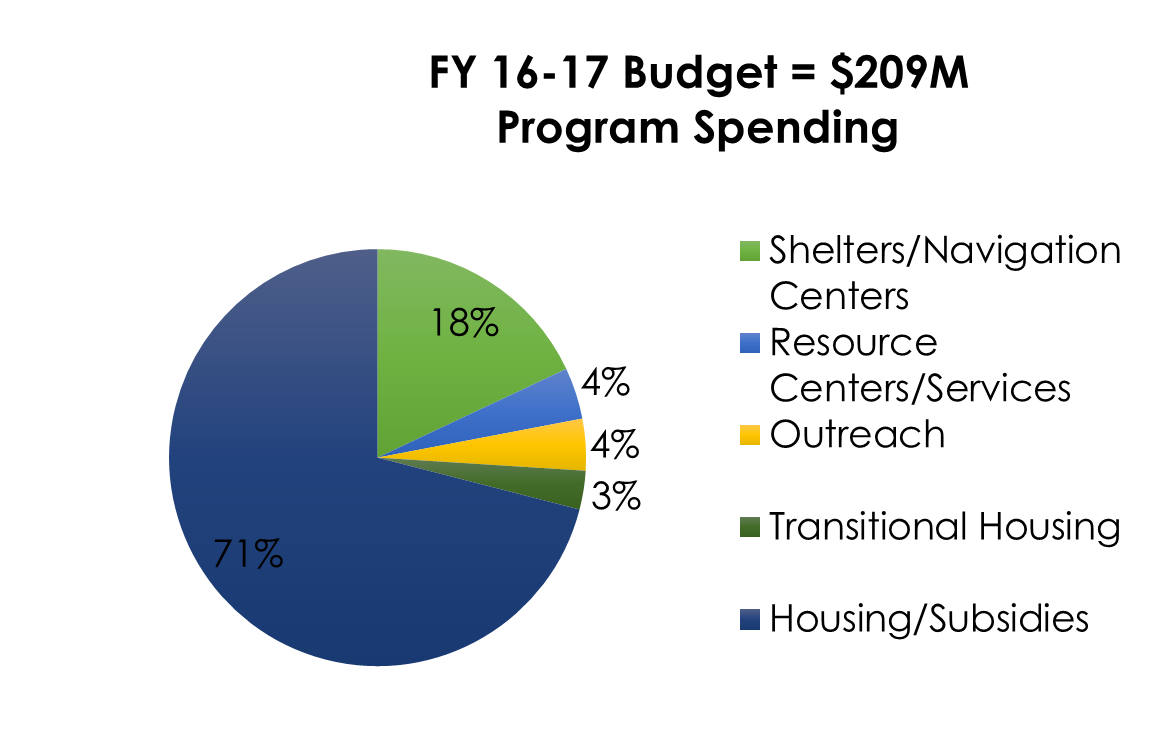 FY 16-17 Budget = $209M
Program Spending
18%
4%
4%
3%
71%
Shelters/Navigation
Centers
Resource
Centers/Services
Outreach
Transitional Housing
Housing/Subsidies